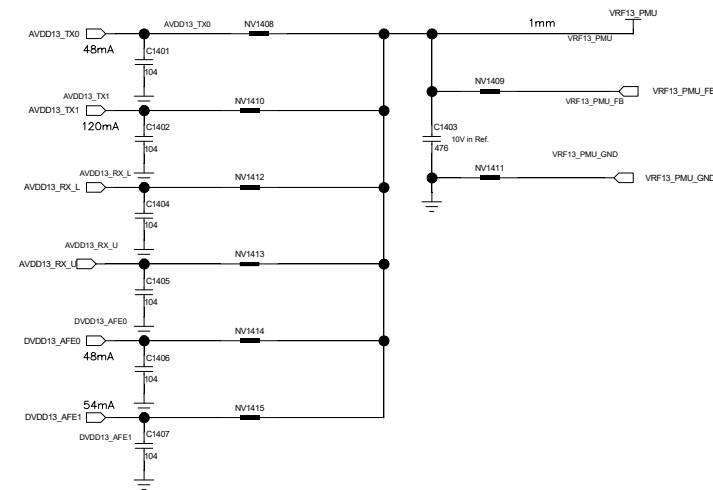 VRF13_PMU
AVDD13_TX0
AVDD13_TX0
NV1408
1mm
VRF13_PMU
48mA
C1401
104
NV1409
VRF13_PMU_FB
VRF13_PMU_FB
AVDD13_TX1
AVDD13_TX1
NV1410
120mA
C1402
104
C1403
10V in Ref.
476
VRF13_PMU_GND
AVDD13_RX_L
AVDD13_RX_L
NV1412
NV1411
VRF13_PMU_GND
C1404
104
AVDD13_RX_U
AVDD13_RX_U
NV1413
C1405
104
DVDD13_AFE0
DVDD13_AFE0
NV1414
48mA
C1406
104
54mA
DVDD13_AFE1
NV1415
DVDD13_AFE1
C1407
104